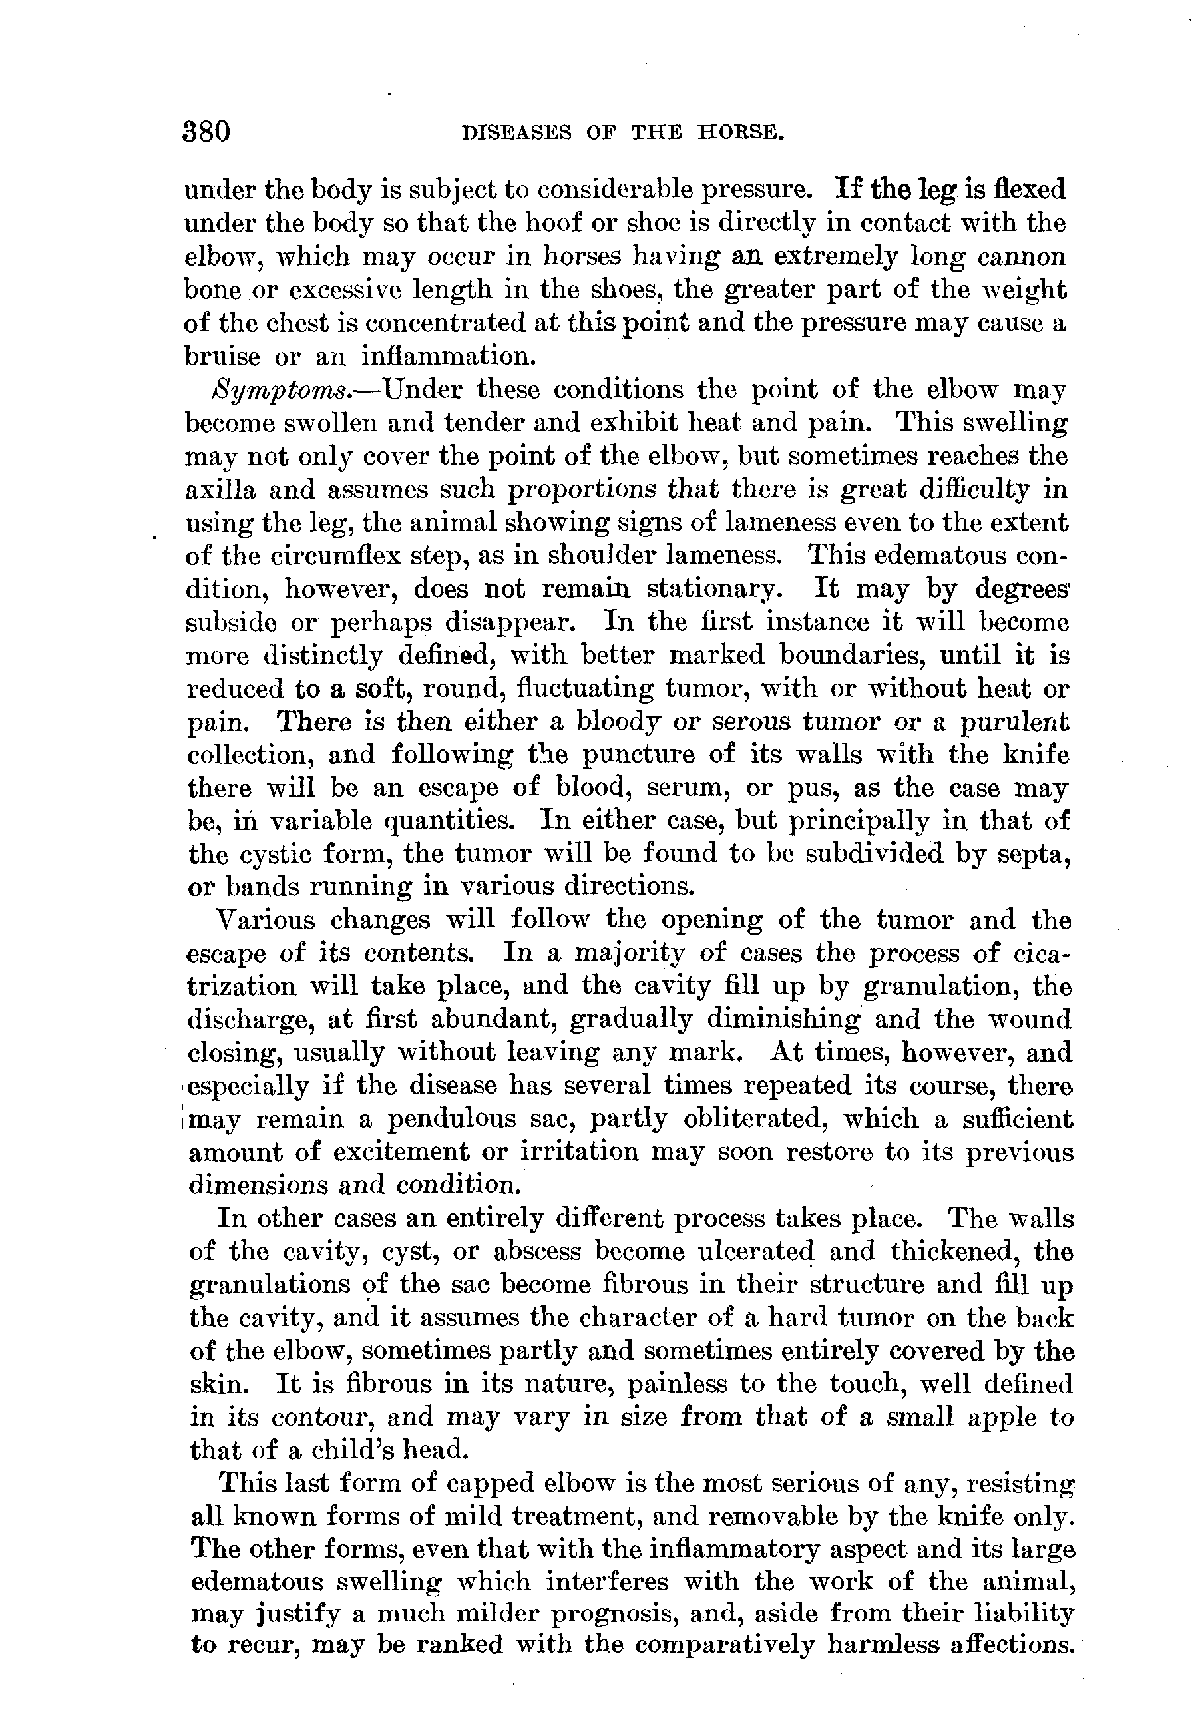 380 DISEASES OF THE HORSE.
under the body is subject to considerable pressure. If the leg is flexed
under the body so that the hoof or shoe is directly in contact with the
elbow, which may occur in horses having an extremely long cannon
bone or excessive length in the shoes, the greater part of the weight
of the chest is concentrated at this point and the pressure may cause a
bruise or an inflammation.
Symptoms.—Under these conditions the point of the elbow may
become swollen and tender and exhibit heat and pain. This swelling
may not only cover the point of the elbow, but sometimes reaches the
axilla and assumes such proportions that there is great difficulty in
using the leg, the animal showing signs of lameness even to the extent
of the circumflex step, as in shoulder lameness. This edematous con-
dition, however, does not remain stationary. It may by degrees
subside or perhaps disappear. In the first instance it will become
more distinctly defined, with better marked boundaries, until it is
reduced to a soft, round, fluctuating tumor, with or without heat or
pain. There is then either a bloody or serous tumor or a purulent
collection, and following the puncture of its walls with the knife
there will be an escape of blood, serum, or pus, as the case may
be, in variable quantities. In either case, but principally in that of
the cystic form, the tumor will be found to be subdivided by septa,
or bands running in various directions.
Various changes will follow the opening of the tumor and the
escape of its contents. In a majority of cases the process of cica-
trization will take place, and the cavity fill up by granulation, the
discharge, at first abundant, gradually diminishing and the wound
closing, usually without leaving any mark. At times, however, and
especially if the disease has several times repeated its course, there
may remain a pendulous sac, partly obliterated, which a sufficient
amount of excitement or irritation may soon restore to its previous
dimensions and condition.
In other cases an entirely different process takes place. The walls
of the cavity, cyst, or abscess become ulcerated and thickened, the
granulations of the sac become fibrous in their structure and fill up
the cavity, and it assumes the character of a hard tumor on the back
of the elbow, sometimes partly and sometimes entirely covered by the
skin. It is fibrous in its nature, painless to the touch, well defined
in its contour, and may vary in size from that of a small apple to
that of a child's head.
This last form of capped elbow is the most serious of any, resisting
all known forms of mild treatment, and removable by the knife only.
The other forms, even that with the inflammatory aspect and its large
edematous swelling which interferes with the work of the animal,
may justify a much milder prognosis, and, aside from their liability
to recur, may be ranked with the comparatively harmless affections.